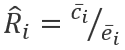 R̂ᵢ = c̄ᵢ/ēᵢ